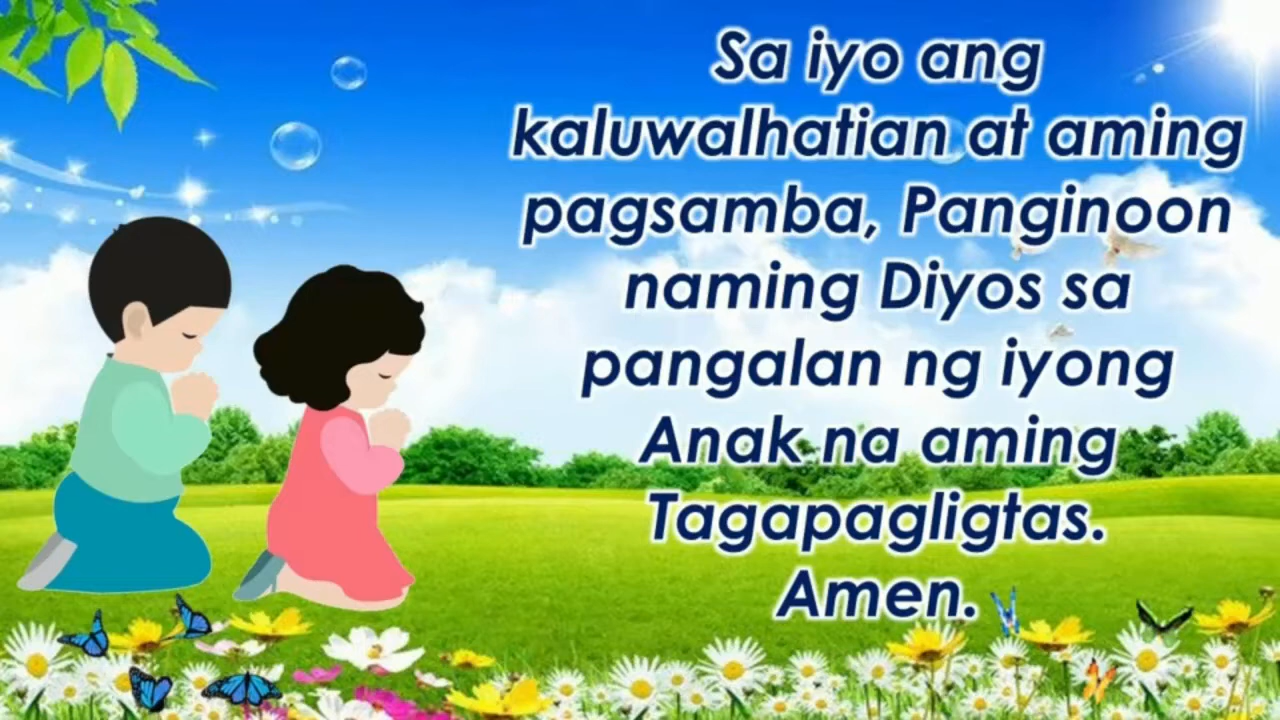 Sa iyo ang
kaluwalhatian at aming
pagsamba, Panginoon
naming Diyos sa
pangalan ng iyong
Anak na aming
Tagapagligtas.
Amen.